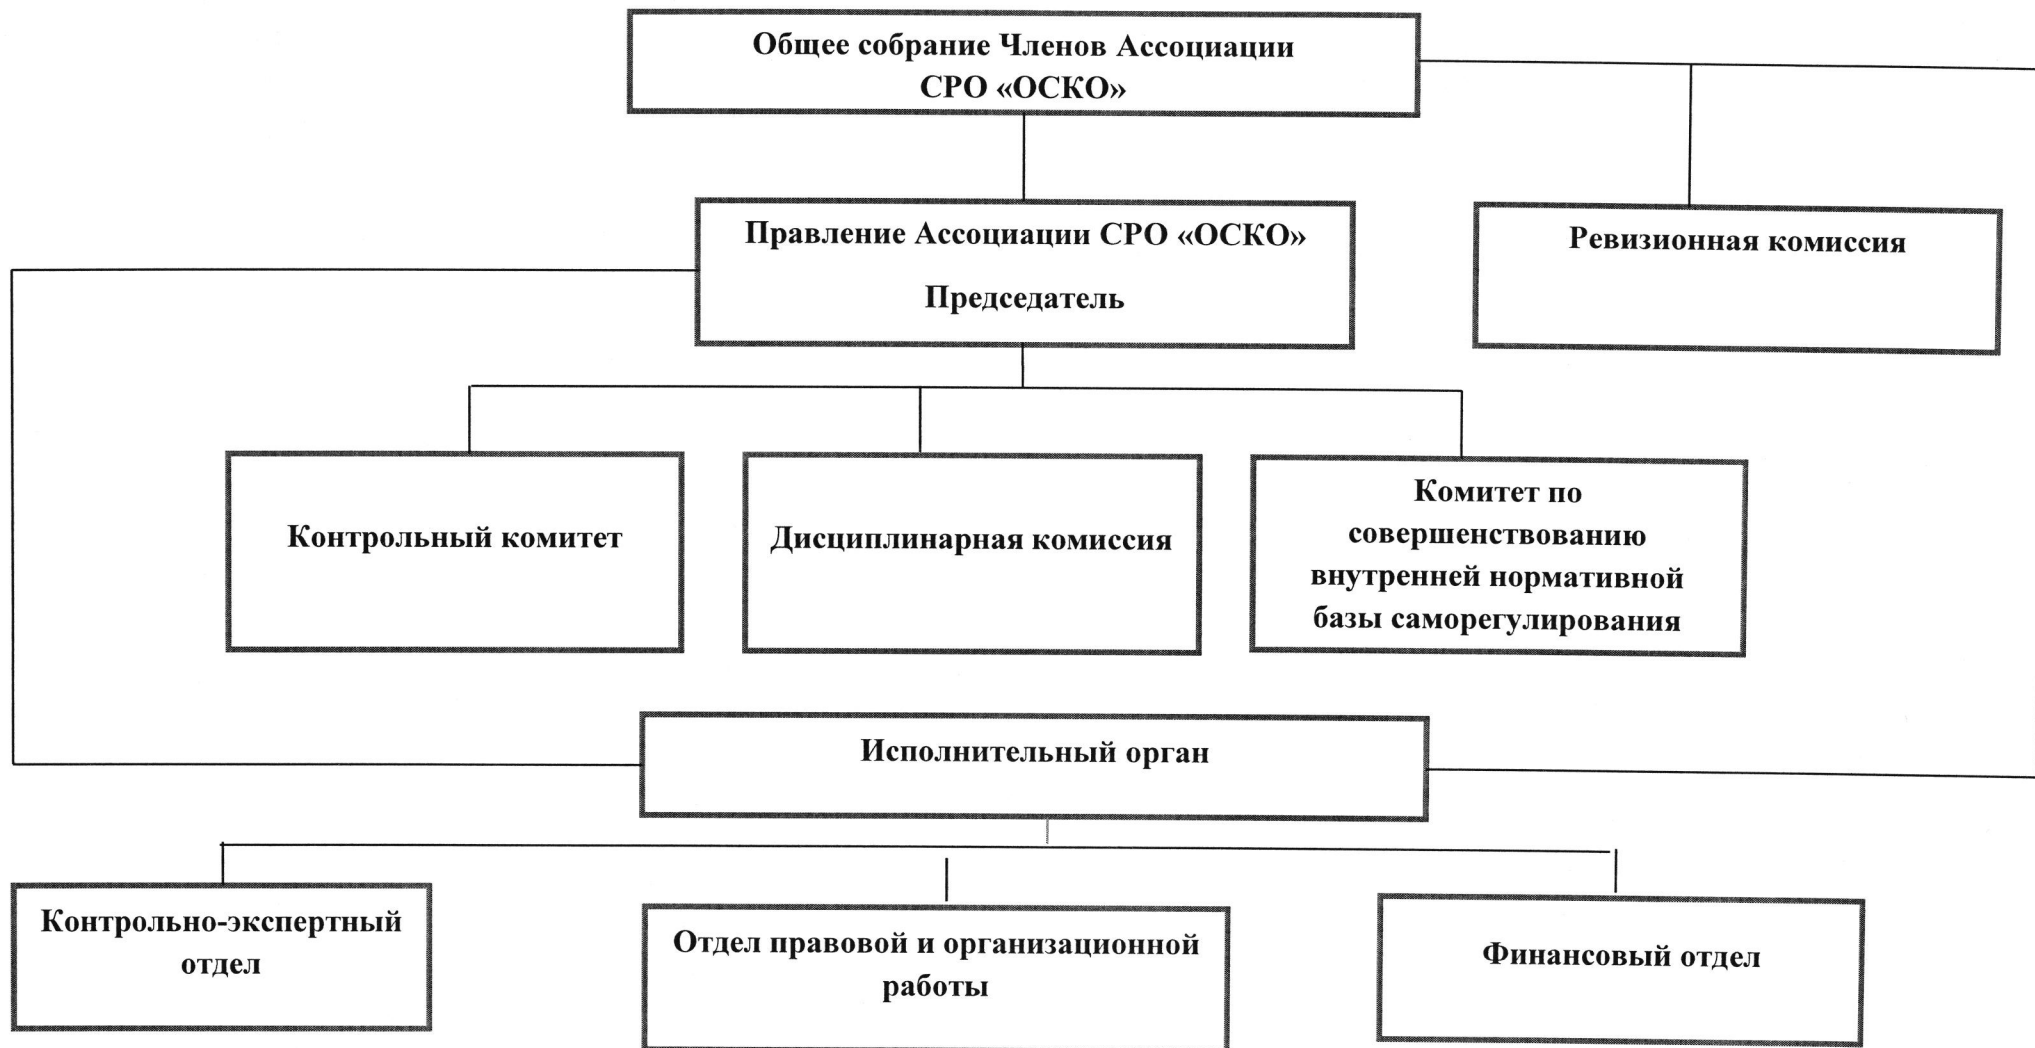 Общее собрание Членов Ассоциации
СРО «ОСКО»
Правление Ассоциации СРО «ОСКО»
Председатель
Ревизионная комиссия
Контрольный комитет
Дисциплинарная комиссия
Комитет по
совершенствованию
внутренней нормативной
базы саморегулирования
Исполнительный орган
Контрольно-экспертный
отдел
Отдел правовой и организационной
работы
Финансовый отдел